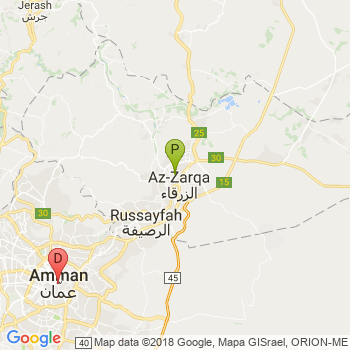 Jerash
جرش
25
30
P
Az-Zarqa
الزرقاء
15
Russayfah
الرصيفة
30
D
Amman
عمان
45
40
Google
Map data ©2018 Google, Mapa GISrael, ORION-ME